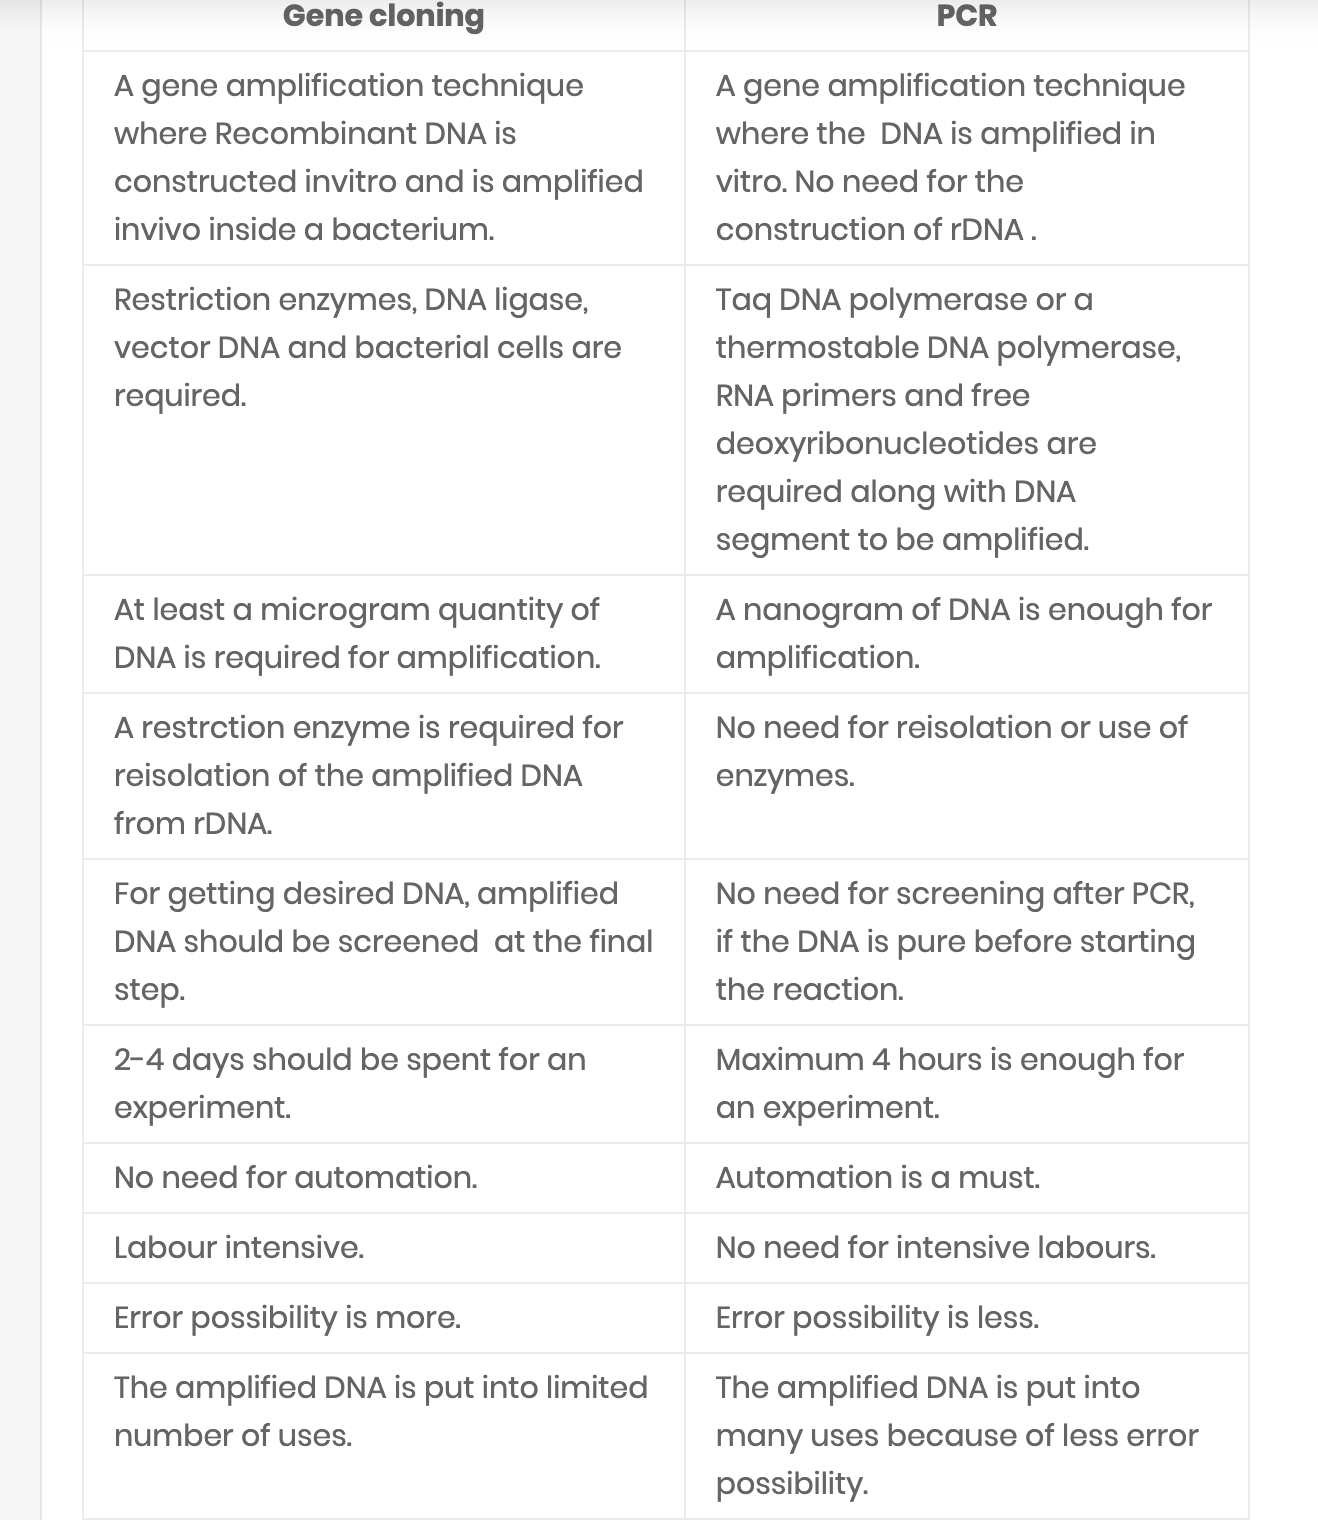 Gene cloning
PCR
A gene amplification technique
where Recombinant DNA is
constructed invitro and is amplified
invivo inside a bacterium.
A gene amplification technique
where the  DNA is amplified in
vitro. No need for the
construction of rDNA .
Restriction enzymes, DNA ligase,
vector DNA and bacterial cells are
required.
Taq DNA polymerase or a
thermostable DNA polymerase,
RNA primers and free
deoxyribonucleotides are
required along with DNA
segment to be amplified.
At least a microgram quantity of
DNA is required for amplification.
A nanogram of DNA is enough for
amplification.
A restrction enzyme is required for
reisolation of the amplified DNA
from rDNA.
No need for reisolation or use of
enzymes.
For getting desired DNA, amplified
DNA should be screened  at the final
step.
No need for screening after PCR,
if the DNA is pure before starting
the reaction.
2-4 days should be spent for an
experiment.
Maximum 4 hours is enough for
an experiment.
No need for automation.
Automation is a must.
Labour intensive.
No need for intensive labours.
Error possibility is more.
Error possibility is less.
The amplified DNA is put into limited
number of uses.
The amplified DNA is put into
many uses because of less error
possibility.